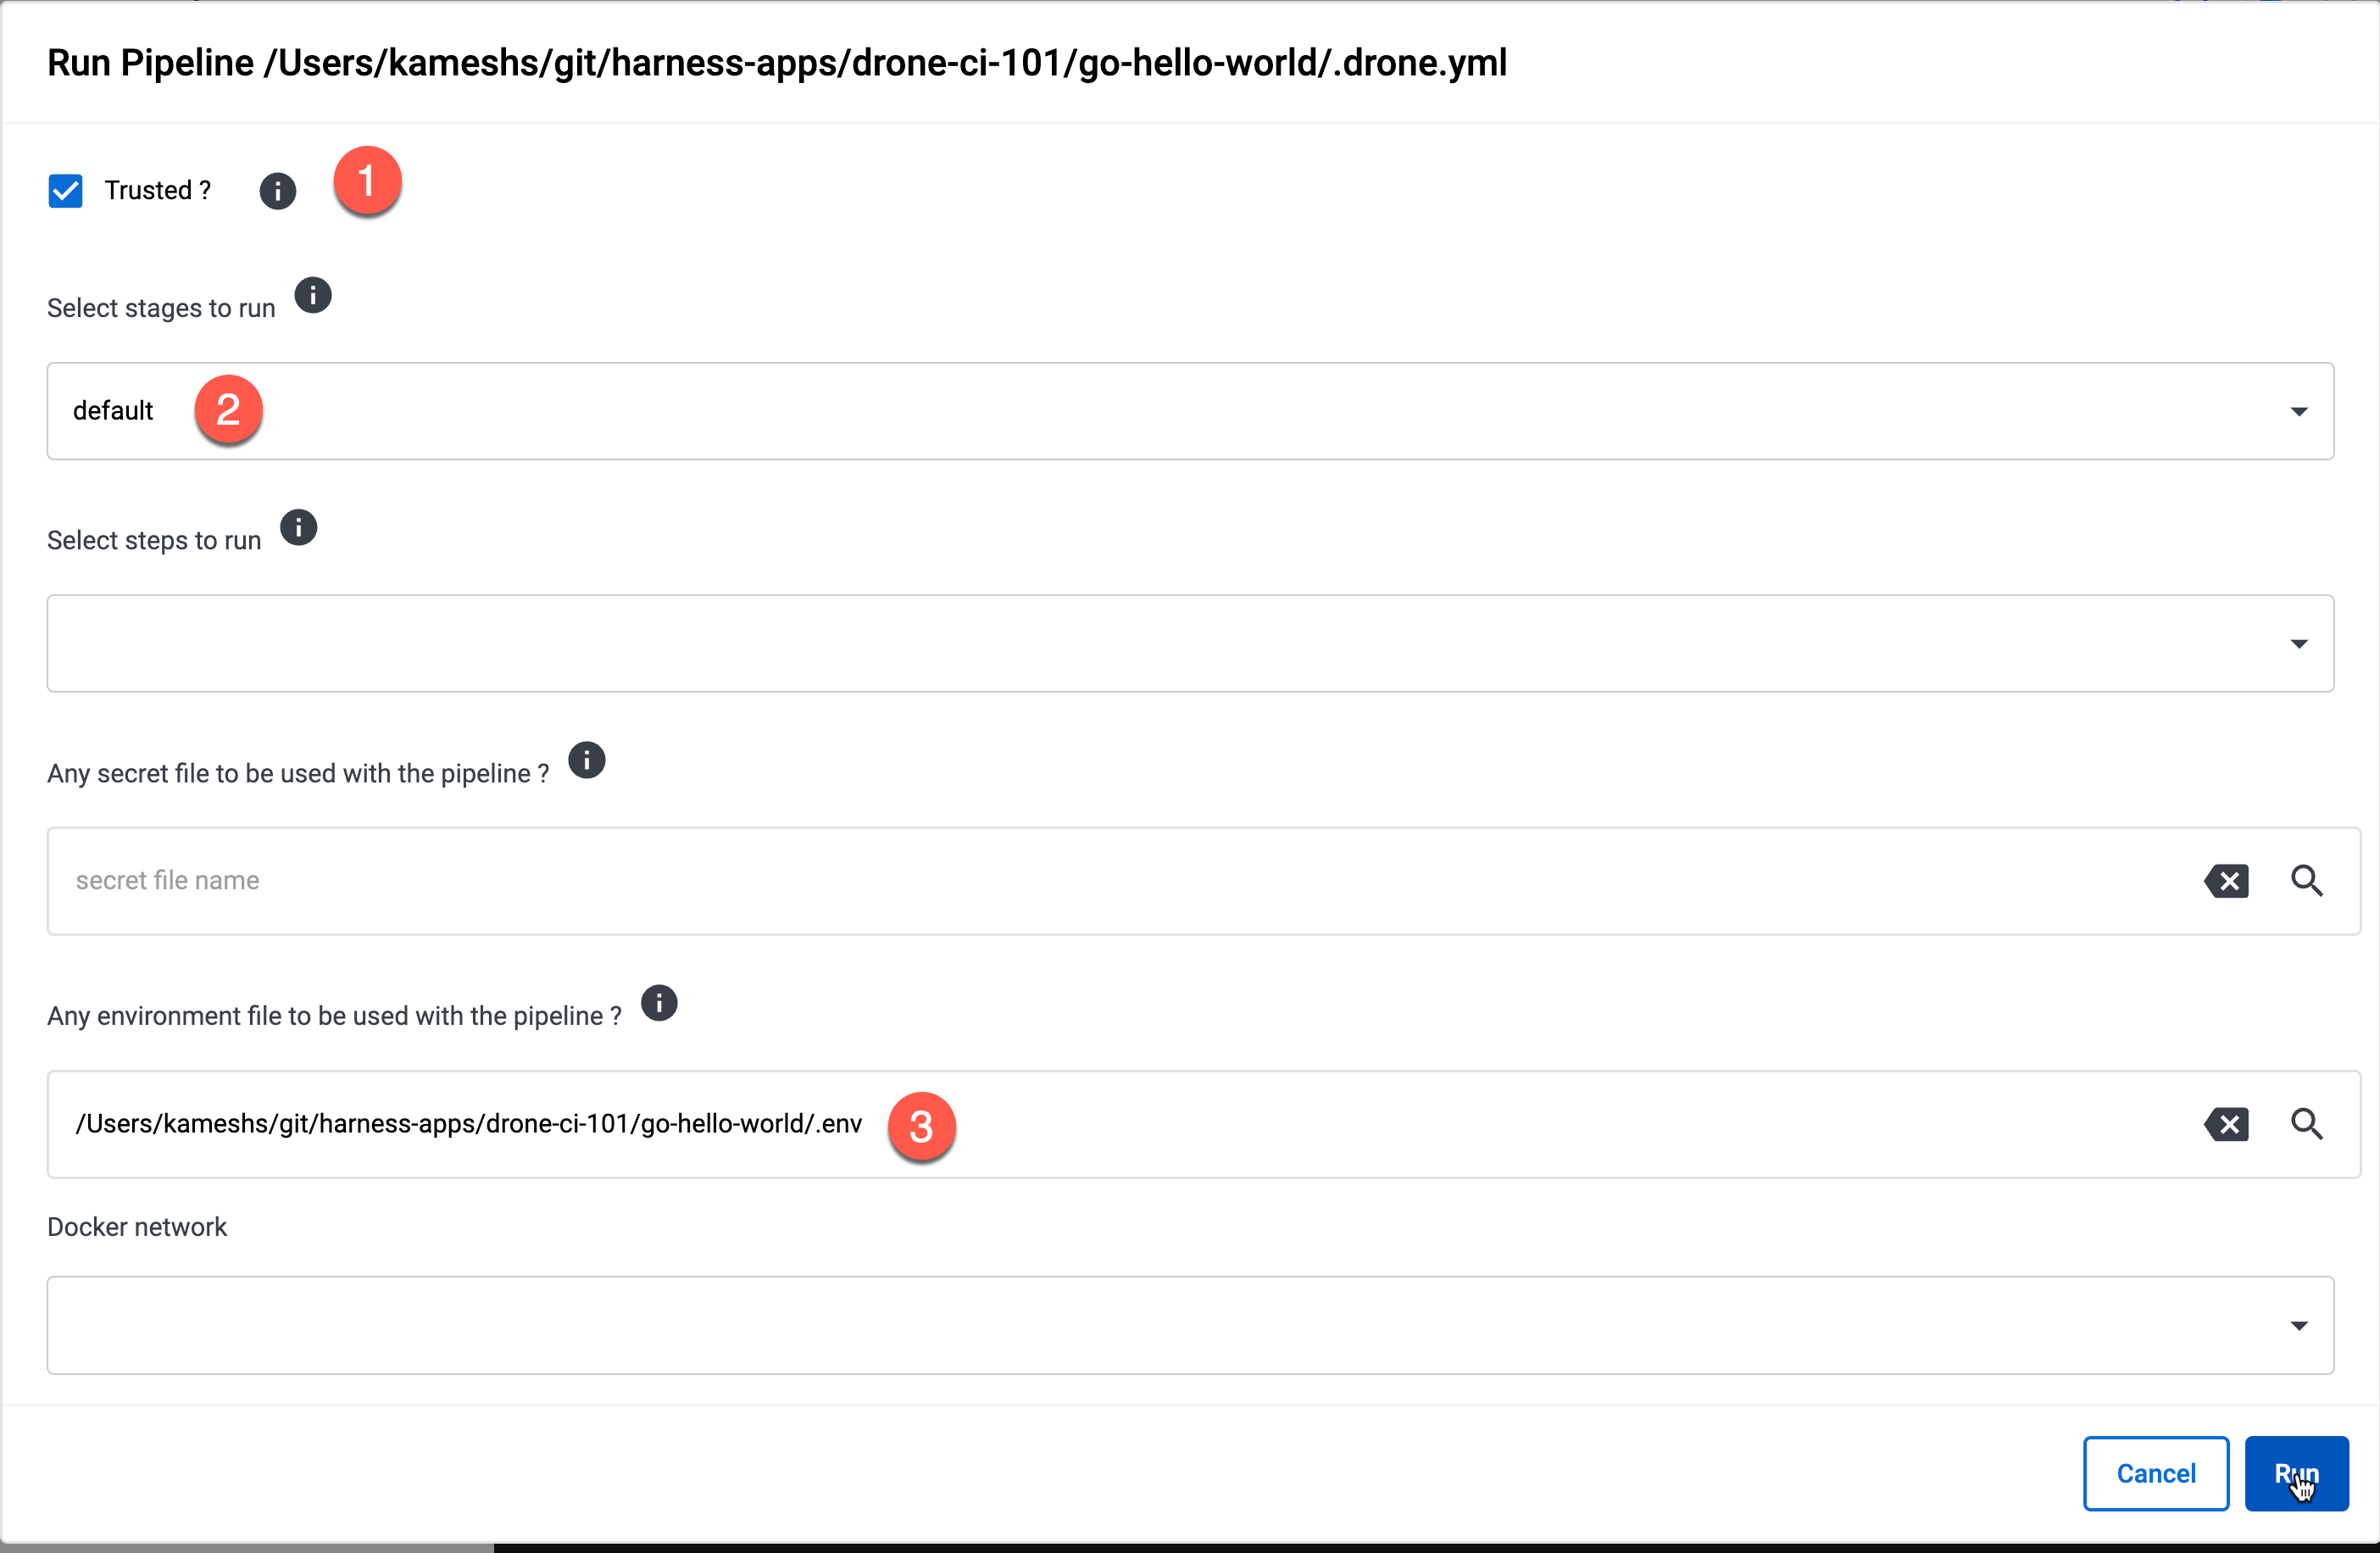 Run Pipeline /Users/kameshs/git/harness-apps/drone-ci-101/go-hello-world/.drone.yml
Trusted ?
1
Select stages to run
default
2
Select steps to run
Any secret file to be used with the pipeline ?
secret file name
Any environment file to be used with the pipeline ?
/Users/kameshs/git/harness-apps/drone-ci-101/go-hello-world/.env
3
Docker network
Cancel
Run